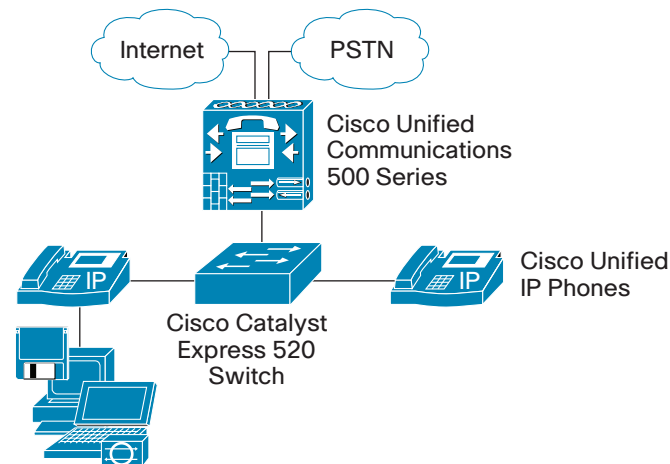 Internet
PSTN
Cisco Unified
Communications
500 Series
IP
IP
Cisco Unified
IP Phones
Cisco Catalyst
Express 520
Switch